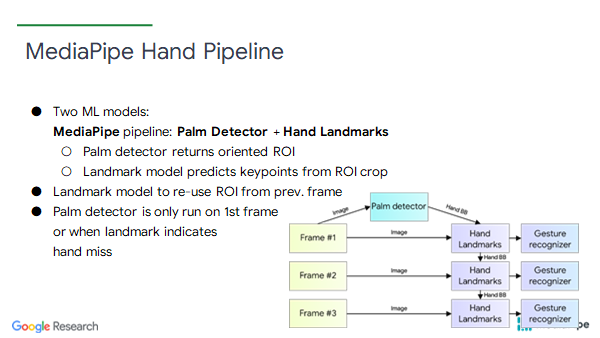 MediaPipe Hand Pipeline
● Two ML models:
MediaPipe pipeline: Palm Detector + Hand Landmarks
○ Palm detector returns oriented ROI
○ Landmark model predicts keypoints from ROI crop
● Landmark model to re-use ROI from prev. frame
● Palm detector is only run on 1st frame
or when landmark indicates
hand miss
Palm detector
Image
Hand BB
Frame #1
Image
Hand
Landmarks
Gesture
recognizer
Hand BB
Frame #2
Image
Hand
Landmarks
Gesture
recognizer
Hand BB
Frame #3
Image
Hand
Landmarks
Gesture
recognizer
Google Research